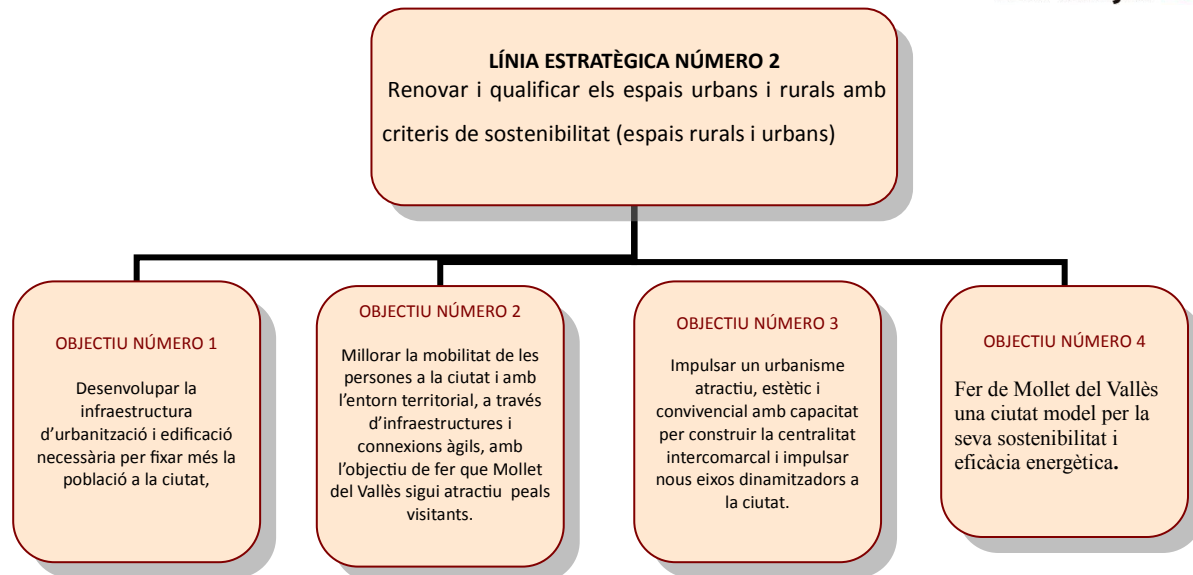 LÍNIA ESTRATÈGICA NÚMERO 2
Renovar i qualificar els espais urbans i rurals amb
criteris de sostenibilitat (espais rurals i urbans)
OBJECTIU NÚMERO 1
Desenvolupar la
infraestructura
d’urbanització i edificació
necessària per fixar més la
població a la ciutat,
OBJECTIU NÚMERO 2
Millorar la mobilitat de les
persones a la ciutat i amb
l’entorn territorial, a través
d’infraestructures i
connexions àgils, amb
l’objectiu de fer que Mollet
del Vallès sigui atractiu peals
visitants.
OBJECTIU NÚMERO 3
Impulsar un urbanisme
atractiu, estètic i
convivencial amb capacitat
per construir la centralitat
intercomarcal i impulsar
nous eixos dinamitzadors a
la ciutat.
OBJECTIU NÚMERO 4
Fer de Mollet del Vallès
una ciutat model per la
seva sostenibilitat i
eficàcia energètica.